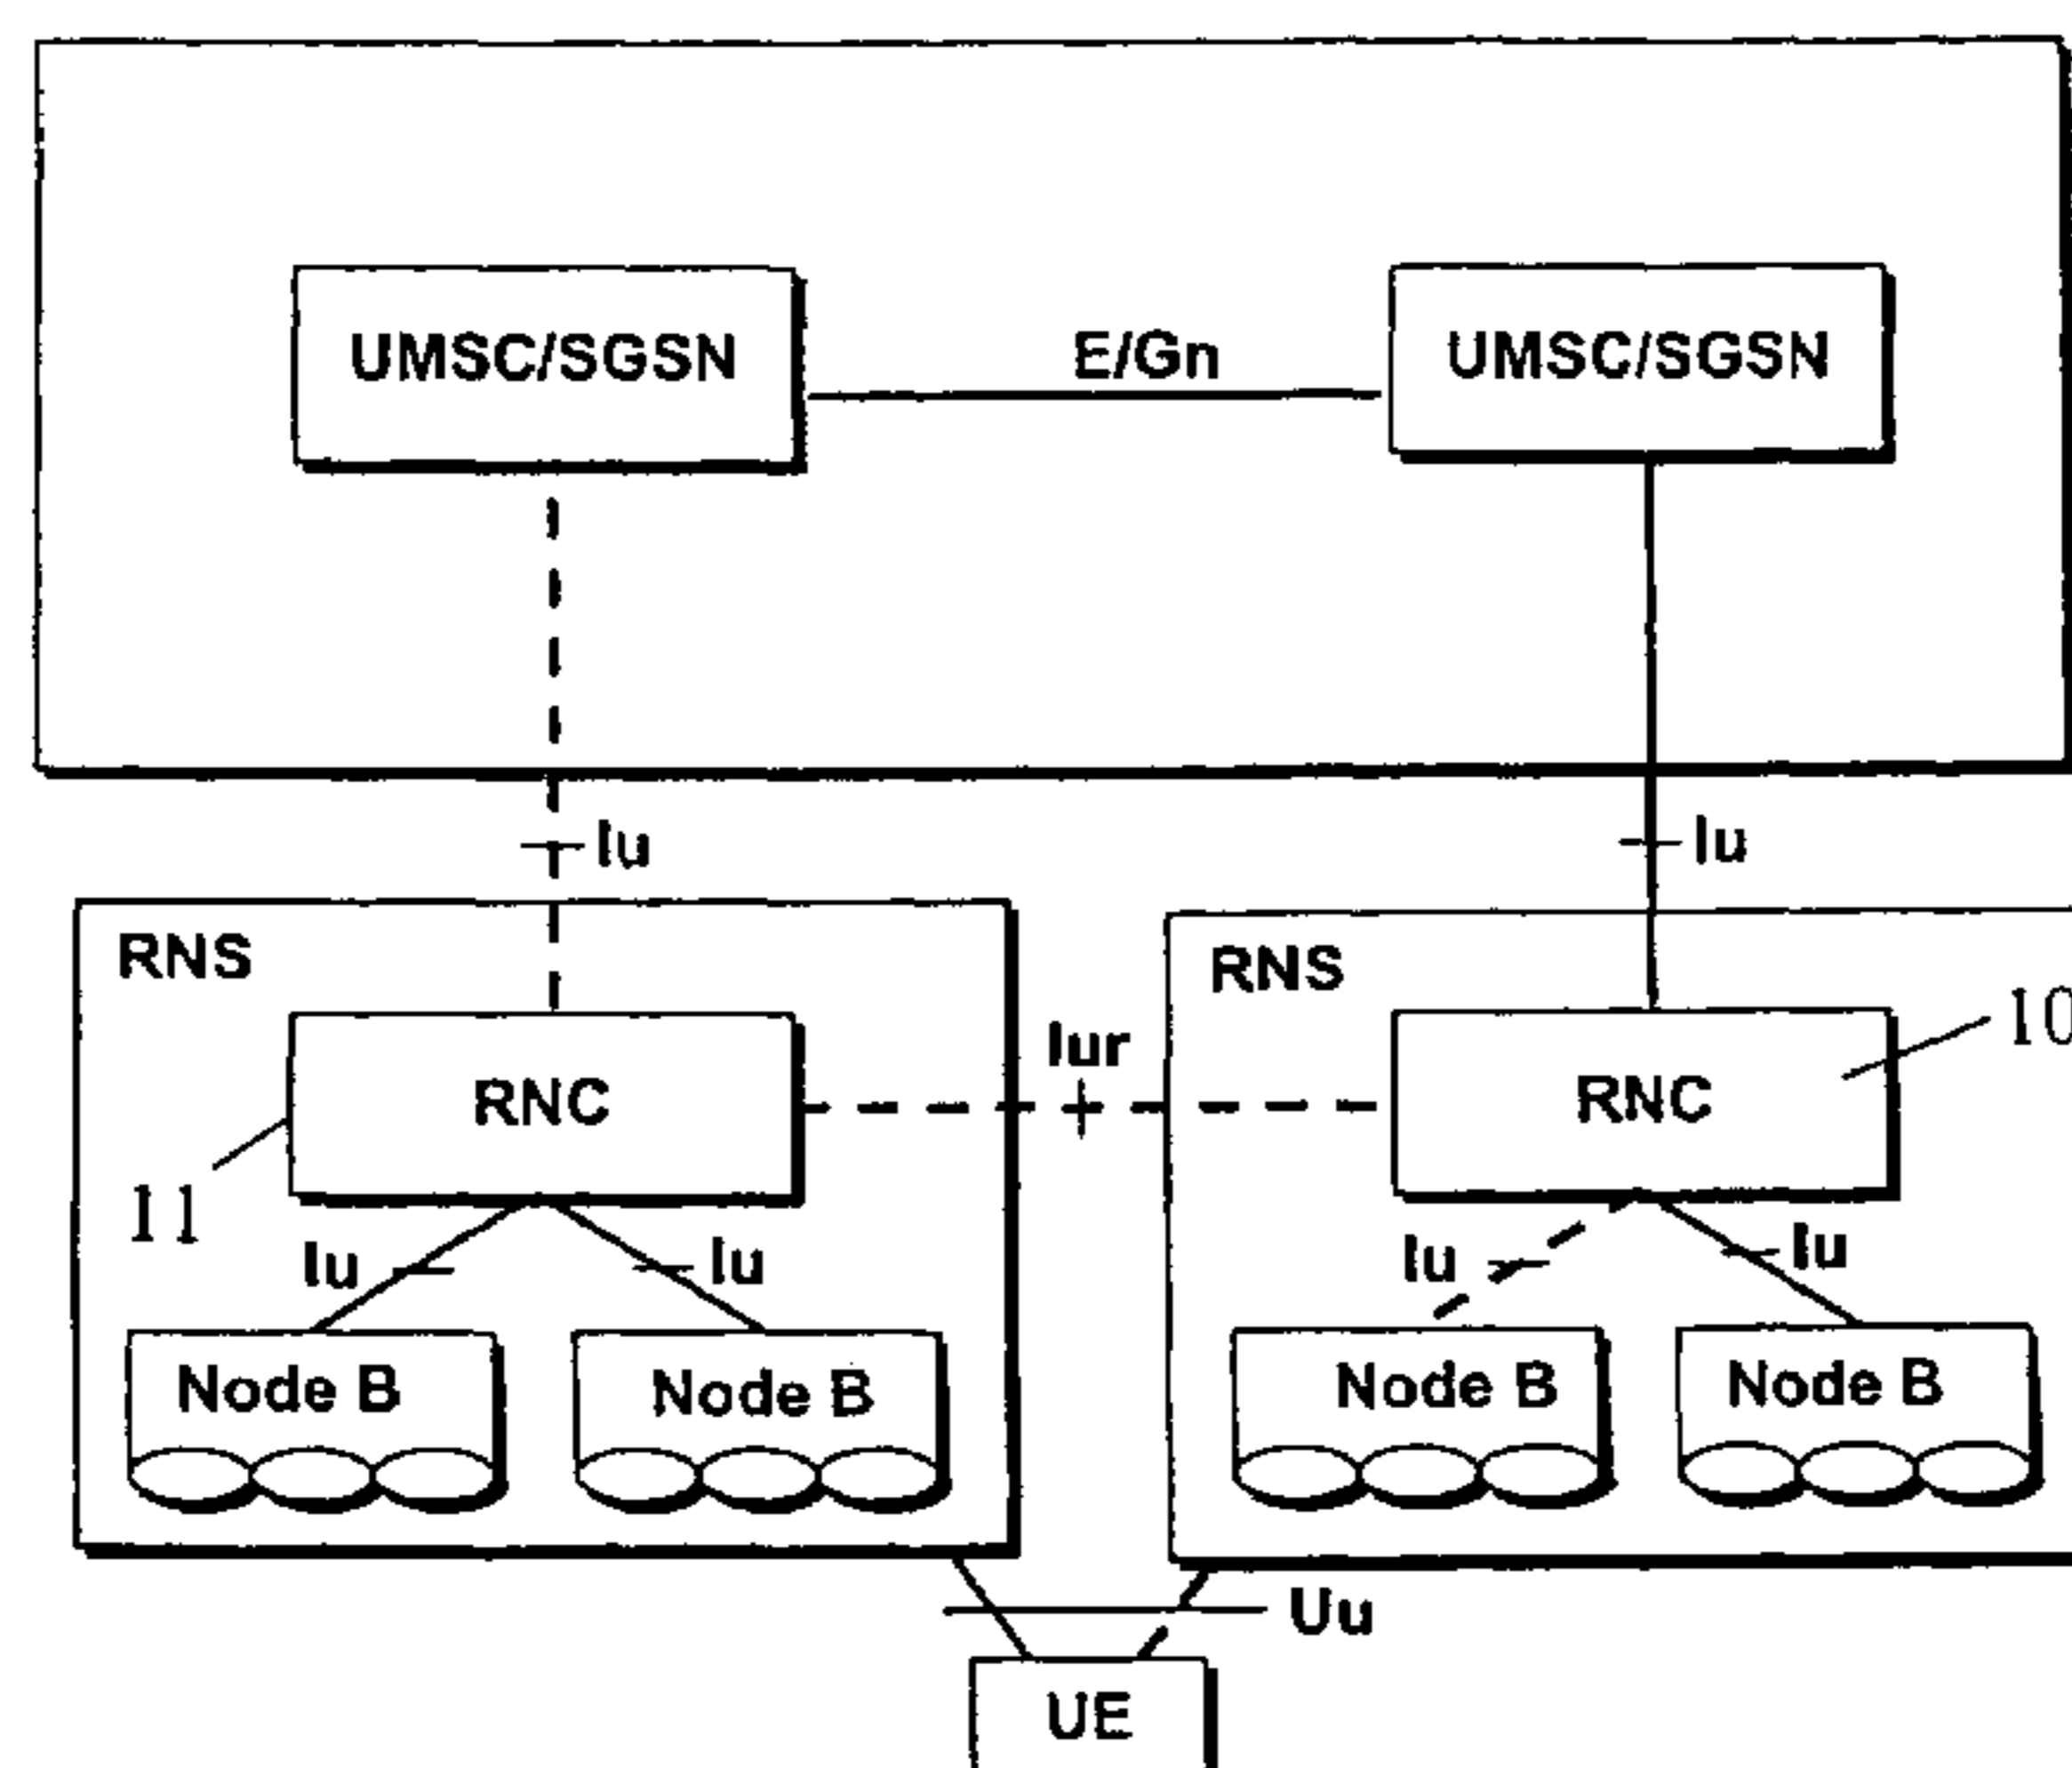 UMSC/SGSN
E/Gn
UMSC/SGSN
Iu
Iu
RNS
RNS
Iur
10
RNC
RNC
11
Iu
Iu
Iu
Iu
Node B
Node B
Node B
Node B
Uu
UE